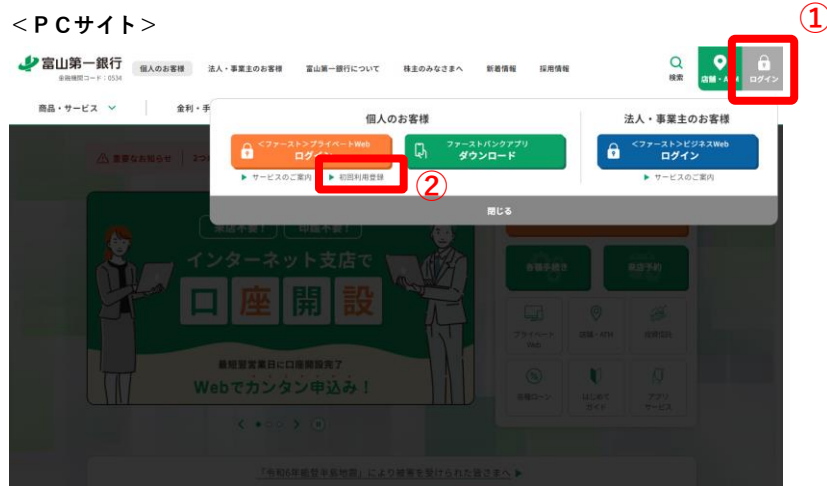 ＜ＰＣサイト＞
①
富山第一銀行
金融機関コード：0534
個人のお客様 法人・事業主のお客様 富山第一銀行について 株主のみなさまへ 新着情報 採用情報
検索 店舗・ATM ログイン
商品・サービス 金利・手
個人のお客様 法人・事業主のお客様
<ファースト>プライベートWeb
ログイン
ファーストバンクアプリ
ダウンロード
<ファースト>ビジネスWeb
ログイン
▶ サービスのご案内 ▶ 初回利用登録 ②
▶ サービスのご案内
閉じる
重要なお知らせ
来店不要！ 印鑑不要！
インターネット支店で
口座開設
最短翌営業日に口座開設完了
Webでカンタン申込み！
各種手続き 来店予約
プライベート
Web
店舗・ATM
各種ローン
はじめて
ガイド
アプリ
サービス
「令和6年能登半島地震」により被害を受けられた皆さまへ ▶